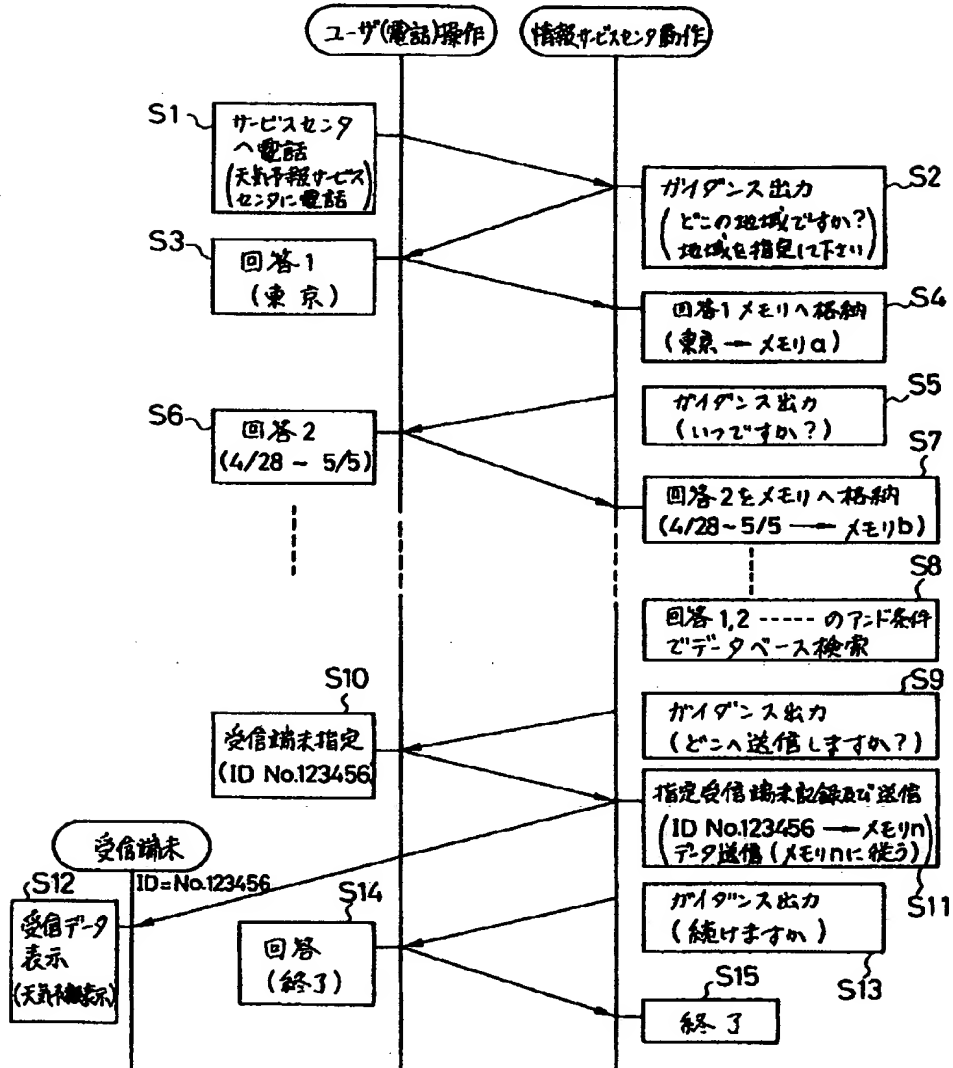 ユーザ(電話)操作
情報サービスセンタ動作
S1
サービスセンタ
へ電話
(天気予報サービス
センタに電話)
S2
ガイダンス出力
(どこの地域ですか?
地域を指定して下さい)
S3
回答1
(東京)
S4
回答1メモリへ格納
(東京→メモリa)
S5
ガイダンス出力
(いつですか?)
S6
回答2
(4/28~5/5)
S7
回答2をメモリへ格納
(4/28~5/5→メモリb)
S8
回答1,2-----のアンド条件
でデータベース検索
S9
ガイダンス出力
(どこへ送信しますか?)
S10
受信端末指定
(ID No.123456)
S11
指定受信端末記録及び送信
(ID No.123456→メモリn
データ送信(メモリnに従う)
受信端末
ID=No.123456
S12
受信データ
表示
(天気予報表示)
S13
ガイダンス出力
(続けますか)
S14
回答
(終了)
S15
終了